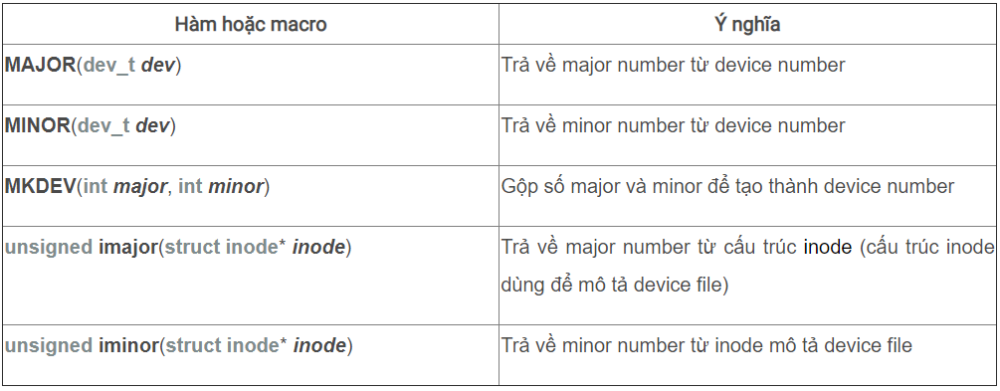 Hàm hoặc macro
Ý nghĩa
MAJOR(dev_t dev)
Trả về major number từ device number
MINOR(dev_t dev)
Trả về minor number từ device number
MKDEV(int major, int minor)
Gộp số major và minor để tạo thành device number
unsigned imajor(struct inode* inode)
Trả về major number từ cấu trúc inode (cấu trúc inode
dùng để mô tả device file)
unsigned iminor(struct inode* inode)
Trả về minor number từ inode mô tả device file